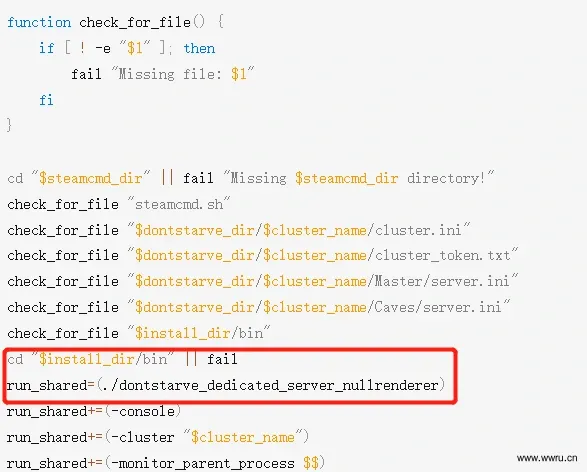 function check_for_file() {
    if [ ! -e "$1" ]; then
        fail "Missing file: $1"
    fi
}
cd "$steamcmd_dir" || fail "Missing $steamcmd_dir directory!"
check_for_file "steamcmd.sh"
check_for_file "$dontstarve_dir/$cluster_name/cluster.ini"
check_for_file "$dontstarve_dir/$cluster_name/cluster_token.txt"
check_for_file "$dontstarve_dir/$cluster_name/Master/server.ini"
check_for_file "$dontstarve_dir/$cluster_name/Caves/server.ini"
check_for_file "$install_dir/bin"
cd "$install_dir/bin" || fail
run_shared=(./dontstarve_dedicated_server_nullrenderer)
run_shared+=(-console)
run_shared+=(-cluster "$cluster_name")
run_shared+=(-monitor_parent_process $$)
www.wwru.cn